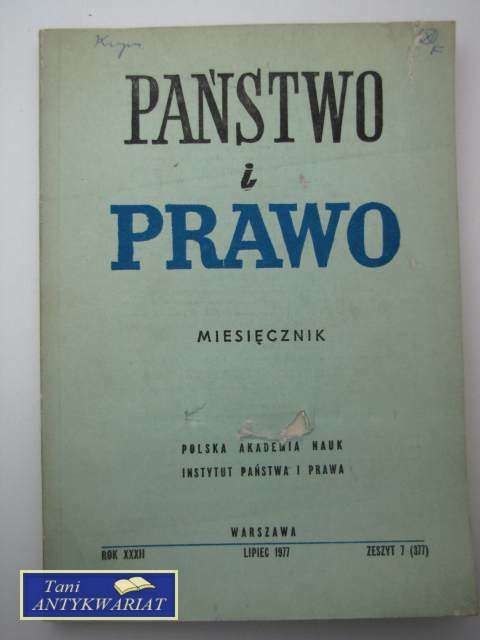 PAŃSTWO
i
PRAWO
MIESIĘCZNIK
POLSKA AKADEMIA NAUK
INSTYTUT PAŃSTWA I PRAWA
WARSZAWA
ROK XXXII LIPIEC 1977 ZESZYT 7 (377)
Tani
ANTYKWARIAT